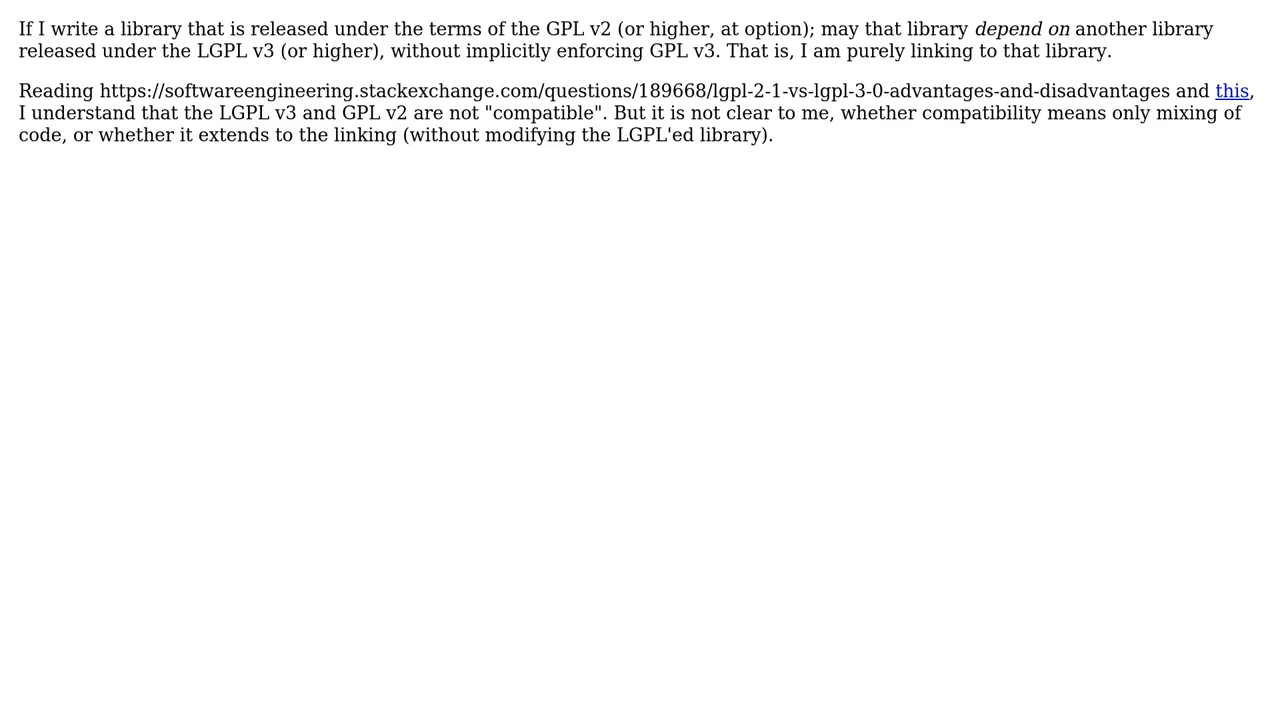 If I write a library that is released under the terms of the GPL v2 (or higher, at option); may that library depend on another library
released under the LGPL v3 (or higher), without implicitly enforcing GPL v3. That is, I am purely linking to that library.
Reading https://softwareengineering.stackexchange.com/questions/189668/lgpl-2-1-vs-lgpl-3-0-advantages-and-disadvantages and this,
I understand that the LGPL v3 and GPL v2 are not "compatible". But it is not clear to me, whether compatibility means only mixing of
code, or whether it extends to the linking (without modifying the LGPL'ed library).